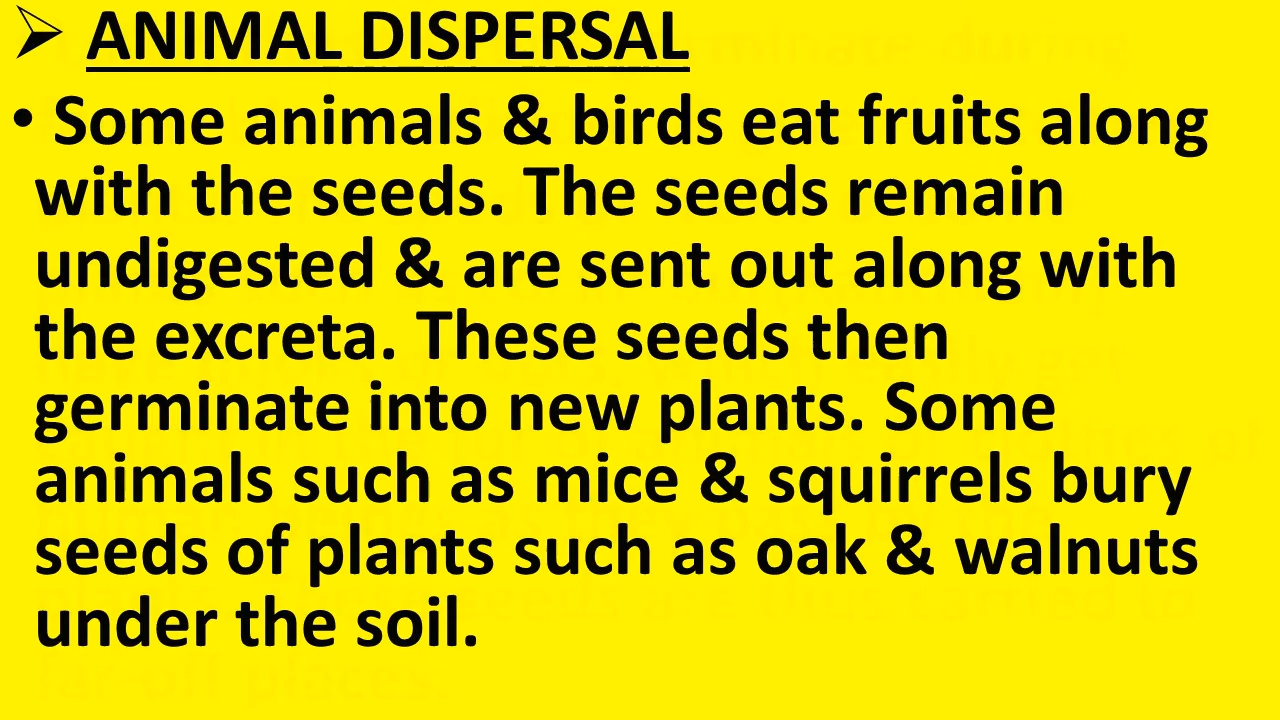 ➢ ANIMAL DISPERSAL
• Some animals & birds eat fruits along
with the seeds. The seeds remain
undigested & are sent out along with
the excreta. These seeds then
germinate into new plants. Some
animals such as mice & squirrels bury
seeds of plants such as oak & walnuts
under the soil.